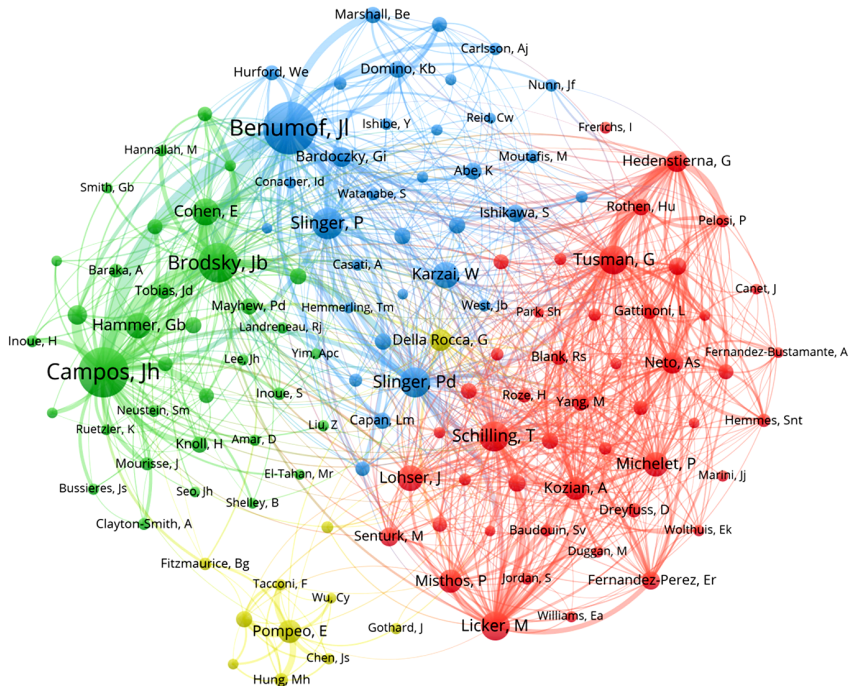 Marshall, Be
Carlsson, Aj
Hurford, We
Domino, Kb
Nunn, Jf
Benumof, Jl
Ishibe, Y
Reid, Cw
Frerichs, I
Hannallah, M
Bardoczky, Gi
Moutafis, M
Hedenstierna, G
Abe, K
Smith, Gb
Conacher, Id
Watanabe, S
Cohen, E
Slinger, P
Ishikawa, S
Rothen, Hu
Pelosi, P
Brodsky, Jb
Casati, A
Tusman, G
Baraka, A
Karzai, W
Tobias, Jd
Canet, J
Mayhew, Pd
Hemmerling, Tm
West, Jb
Park, Sh
Gattinoni, L
Hammer, Gb
Landreneau, Rj
Inoue, H
Della Rocca, G
Yim, Apc
Lee, Jh
Blank, Rs
Neto, As
Fernandez-Bustamante, A
Campos, Jh
Slinger, Pd
Inoue, S
Roze, H
Yang, M
Neustein, Sm
Capan, Lm
Hemmes, Snt
Ruetzler, K
Liu, Z
Knoll, H
Amar, D
Schilling, T
Mourisse, J
Michelet, P
El-Tahan, Mr
Lohser, J
Marini, Jj
Bussieres, Js
Seo, Jh
Kozian, A
Shelley, B
Dreyfuss, D
Clayton-Smith, A
Senturk, M
Baudouin, Sv
Wolthuis, Ek
Duggan, M
Fitzmaurice, Bg
Tacconi, F
Misthos, P
Jordan, S
Fernandez-Perez, Er
Wu, Cy
Williams, Ea
Pompeo, E
Gothard, J
Licker, M
Chen, Js
Hung, Mh